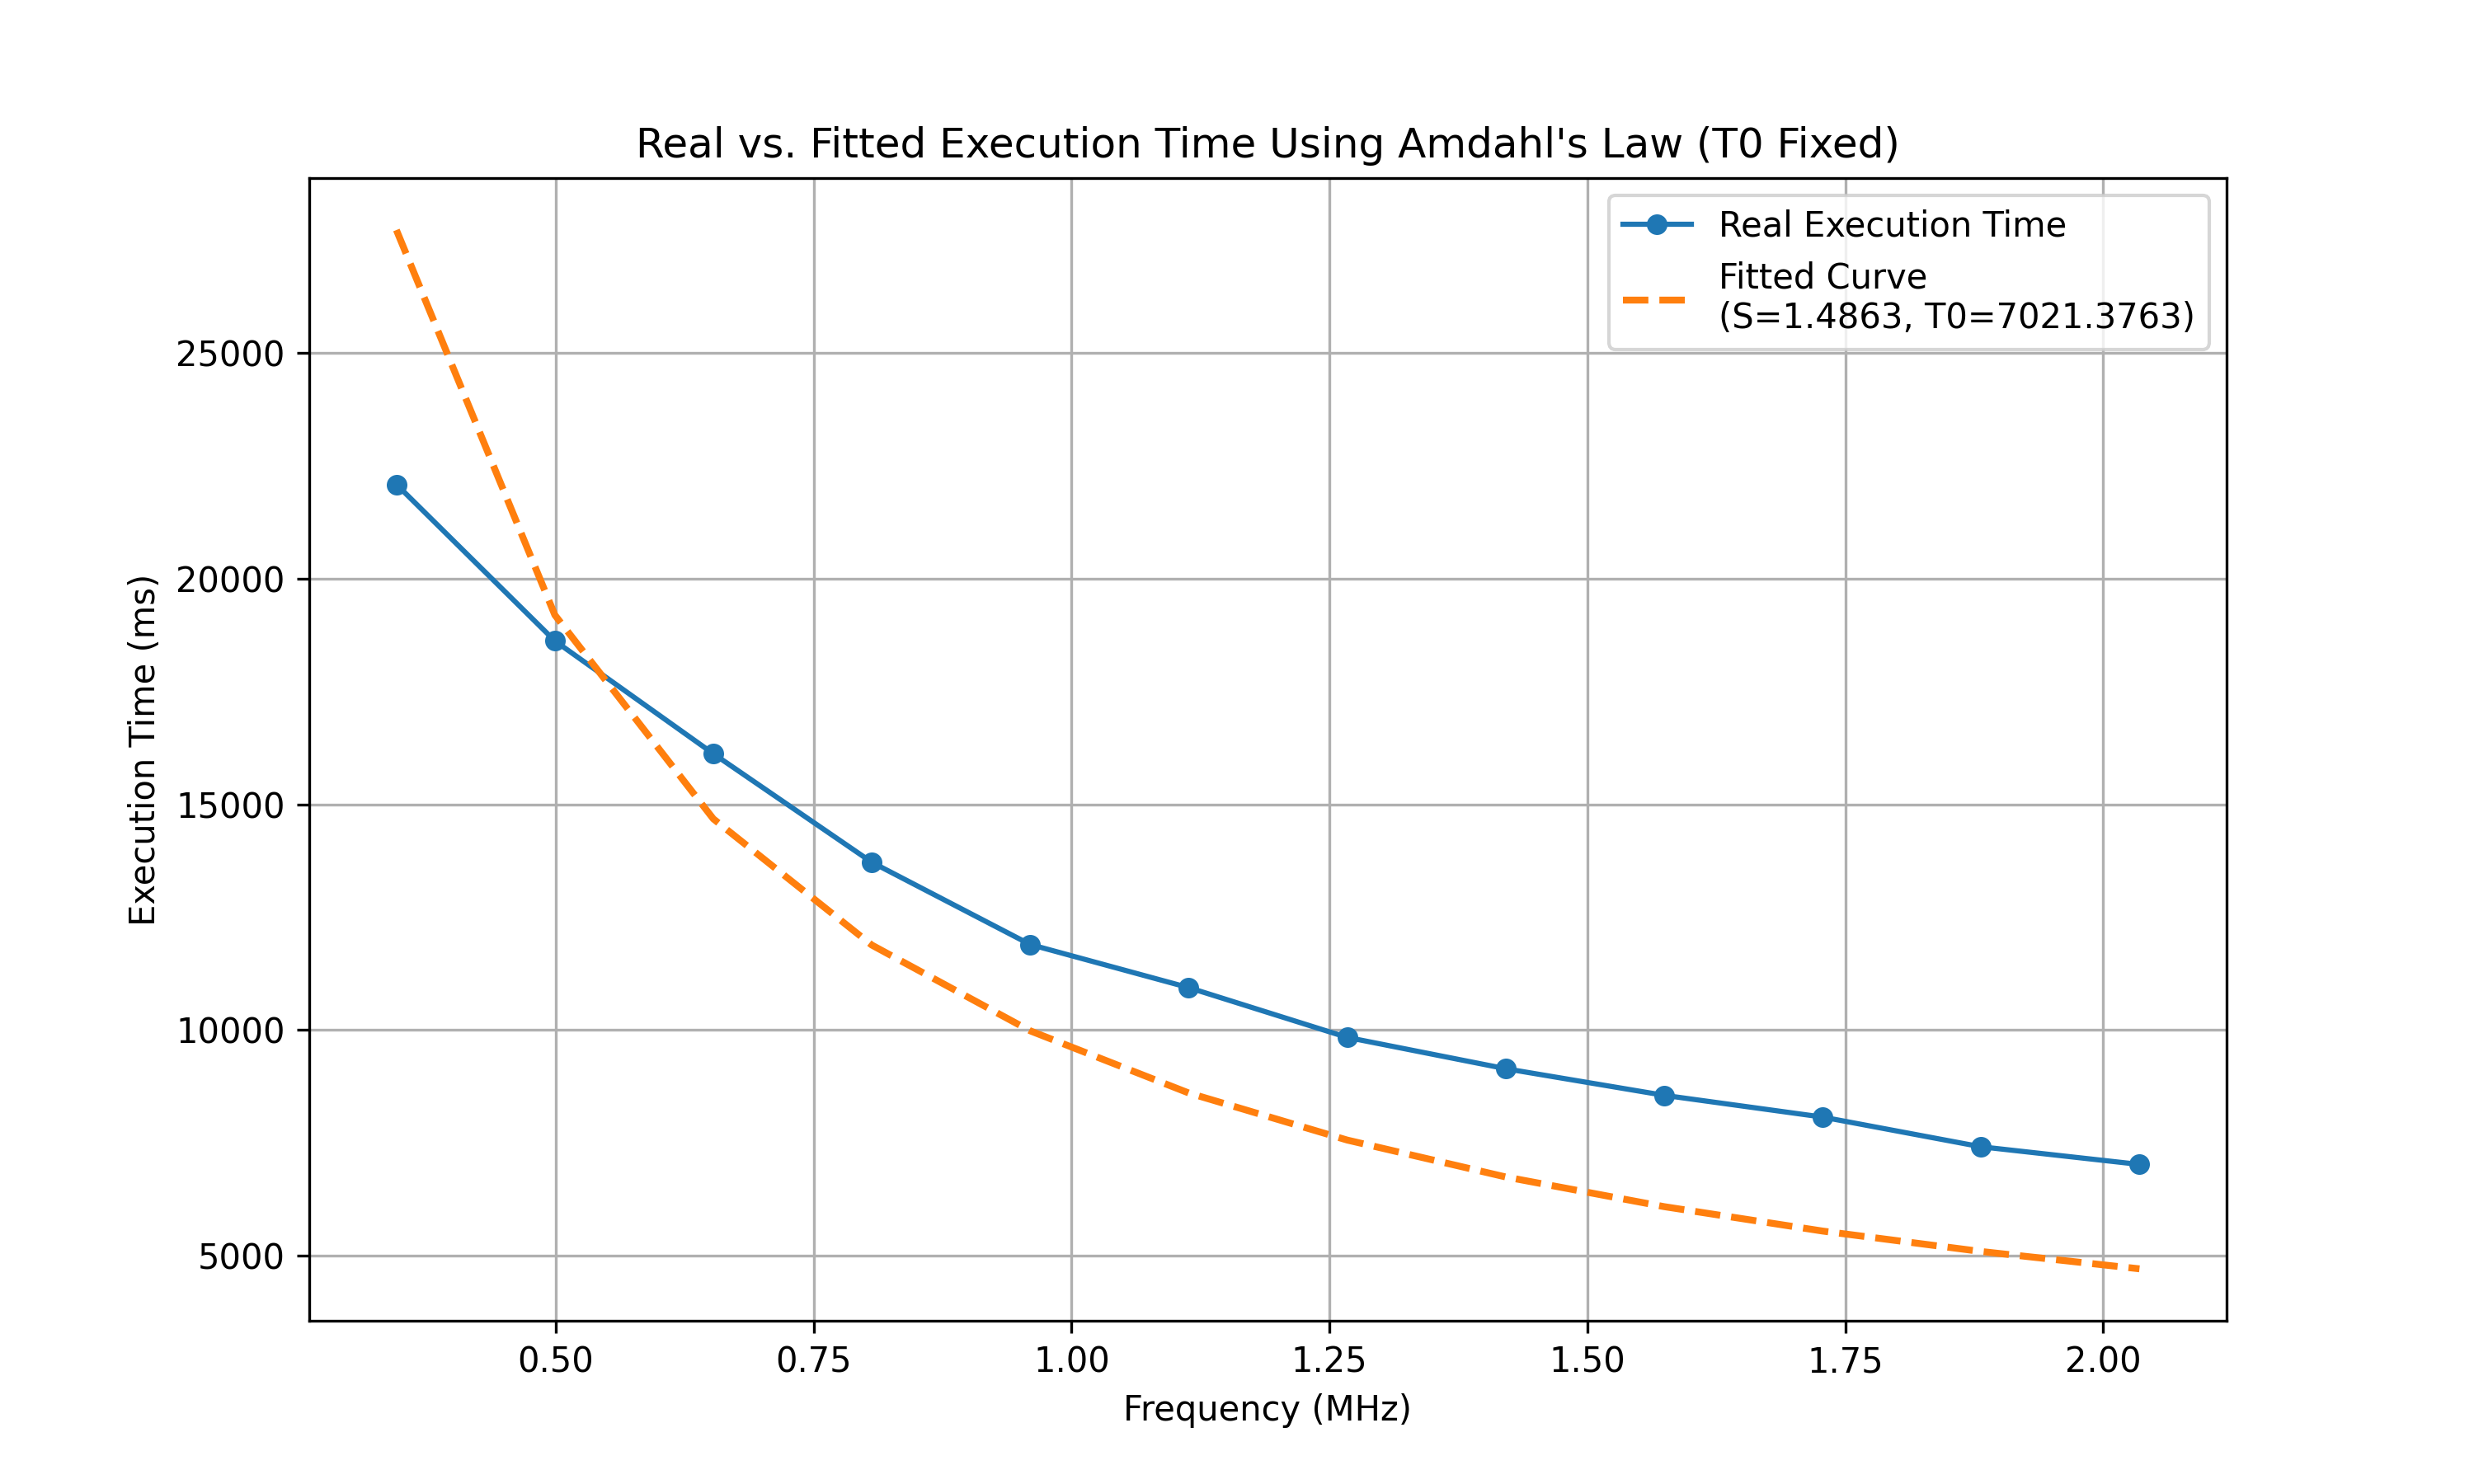 Real vs. Fitted Execution Time Using Amdahl's Law (T0 Fixed)
Real Execution Time
Fitted Curve
(S=1.4863, T0=7021.3763)
Execution Time (ms)
25000
20000
15000
10000
5000
0.50
0.75
1.00
1.25
1.50
1.75
2.00
Frequency (MHz)